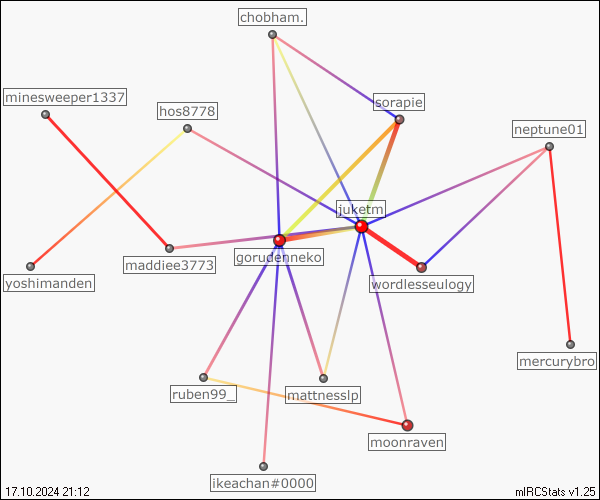 chobham.
minesweeper1337
sorapie
hos8778
neptune01
juketm
gorudenneko
maddiee3773
yoshimanden
wordlesseulogy
mercurybro
ruben99_
mattnesslp
moonraven
ikeachan#0000
17.10.2024 21:12
mIRCStats v1.25